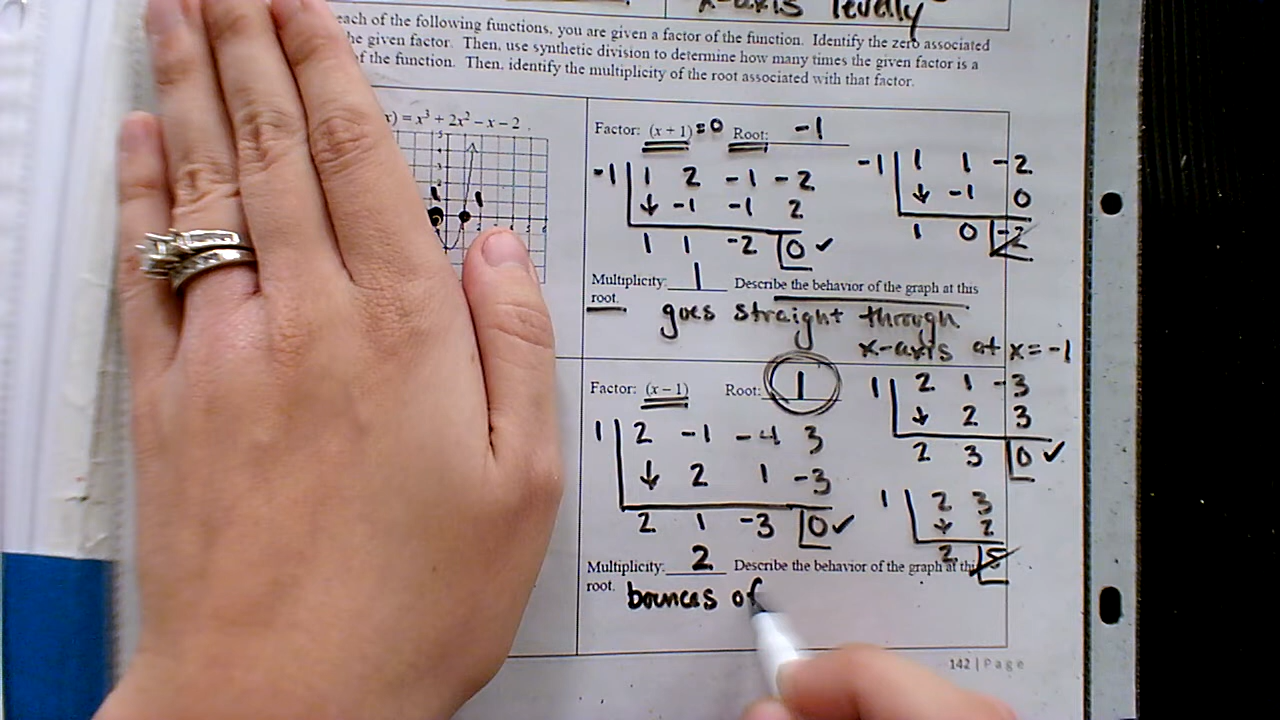 x-axis levelly
each of the following functions, you are given a factor of the function. Identify the zero associated
he given factor. Then, use synthetic division to determine how many times the given factor is a
of the function. Then, identify the multiplicity of the root associated with that factor.
x) = x³ + 2x² − x − 2
Factor: (x + 1) = 0 Root: -1
-1 1 2 -1 -2
↓ -1 -1 2
1 1 -2 0 ✓
-1 1 1 -2
↓ -1 0
1 0 -2
Multiplicity: 1 Describe the behavior of the graph at this
root.
goes straight through
x-axis at x = -1
Factor: (x − 1) Root: 1
1 2 -1 -4 3
↓ 2 1 -3
2 1 -3 0 ✓
1 2 1 -3
↓ 2 3
2 3 0 ✓
1 2 3
↓ 2
2 5
Multiplicity: 2 Describe the behavior of the graph at thi
root.
bounces of
142 | Page